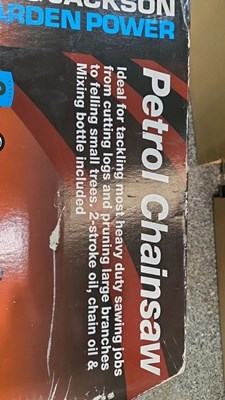 & JACKSON
GARDEN POWER
Petrol Chainsaw
Ideal for tackling most heavy duty sawing jobs
from cutting logs and pruning large branches
to felling small trees, 2-stroke oil, chain oil &
Mixing bottle included